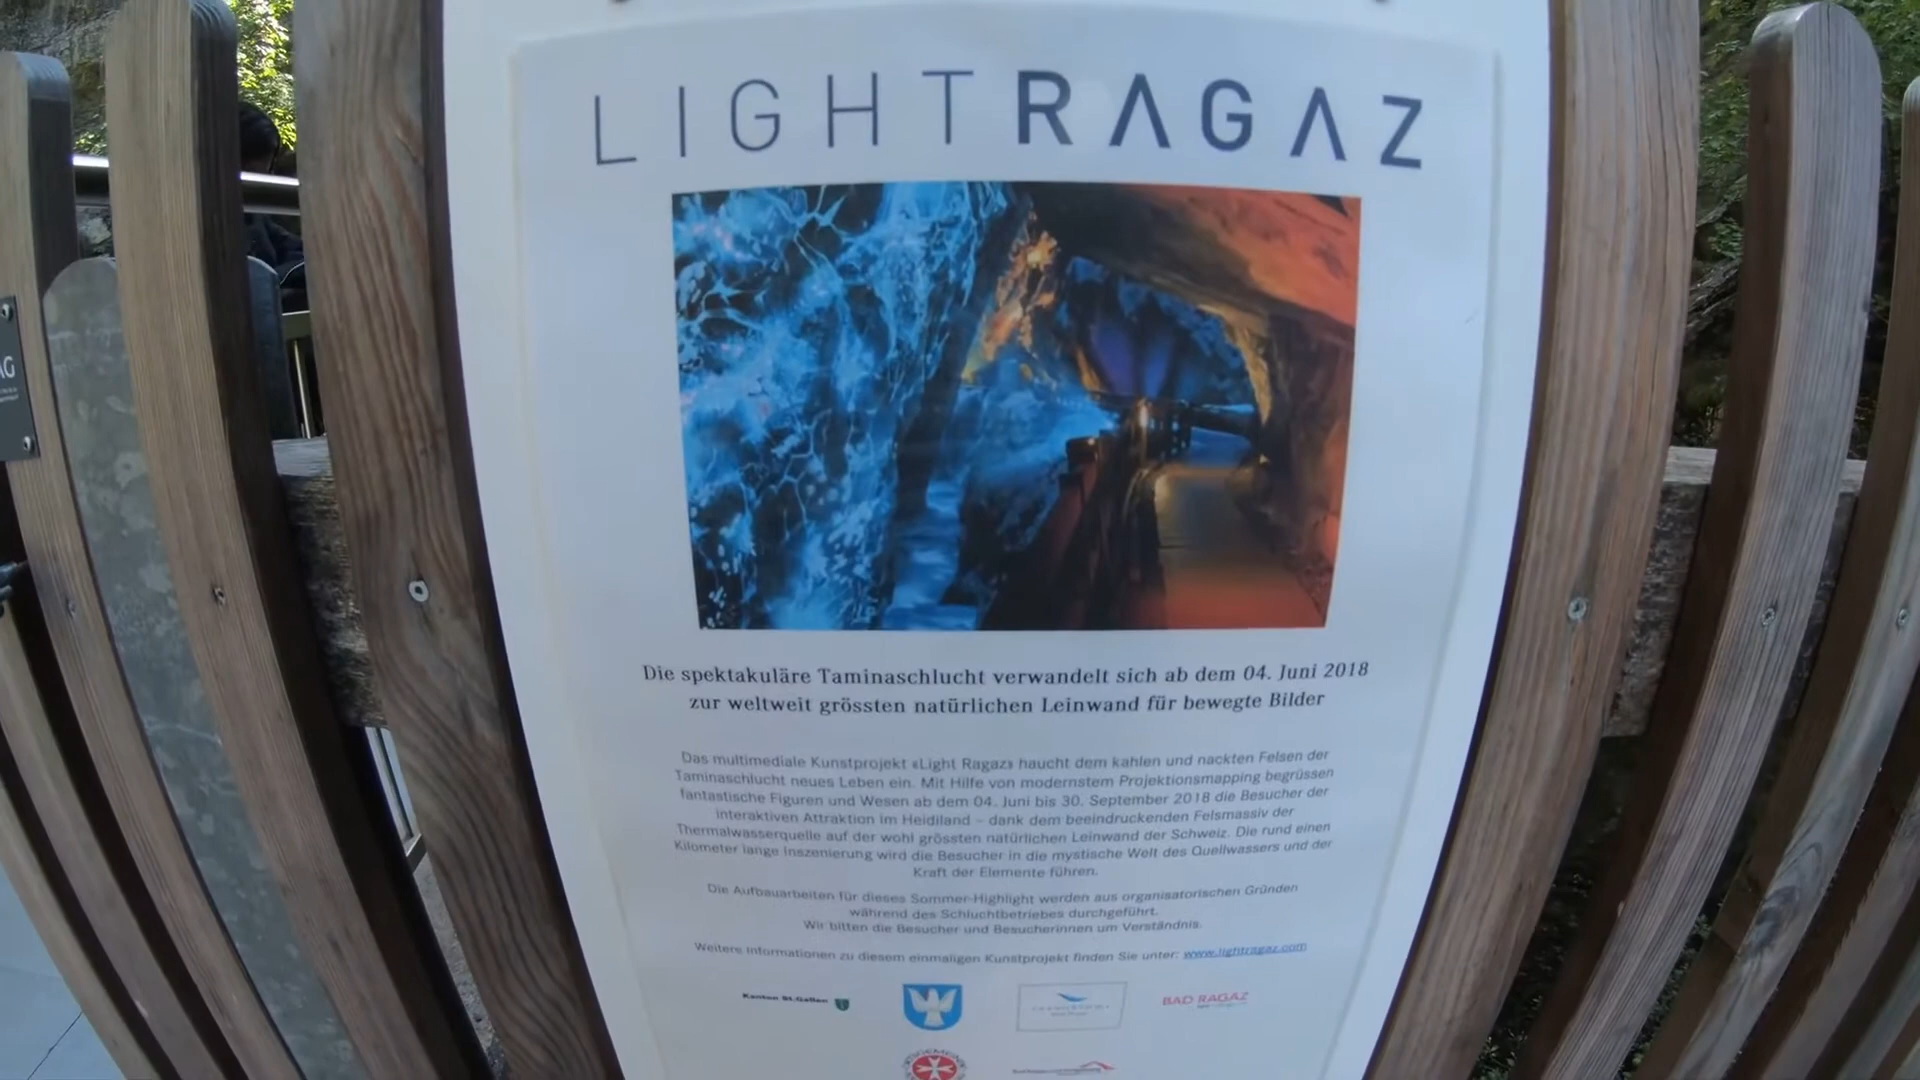 LIGHTRAGAZ
Die spektakuläre Taminaschlucht verwandelt sich ab dem 04. Juni 2018
zur weltweit grössten natürlichen Leinwand für bewegte Bilder
Das multimediale Kunstprojekt «Light Ragaz» haucht dem kahlen und nackten Felsen der
Taminaschlucht neues Leben ein. Mit Hilfe von modernstem Projektionsmapping begrüssen
fantastische Figuren und Wesen ab dem 04. Juni bis 30. September 2018 die Besucher der
interaktiven Attraktion im Heidiland – dank dem beeindruckenden Felsmassiv der
Thermalwasserquelle auf der wohl grössten natürlichen Leinwand der Schweiz. Die rund einen
Kilometer lange Inszenierung wird die Besucher in die mystische Welt des Quellwassers und der
Kraft der Elemente führen.
Die Aufbauarbeiten für dieses Sommer-Highlight werden aus organisatorischen Gründen
während des Schluchtbetriebes durchgeführt.
Wir bitten die Besucher und Besucherinnen um Verständnis.
Weitere Informationen zu diesem einmaligen Kunstprojekt finden Sie unter: www.lightragaz.com
Kanton St.Gallen
BAD RAGAZ
AG